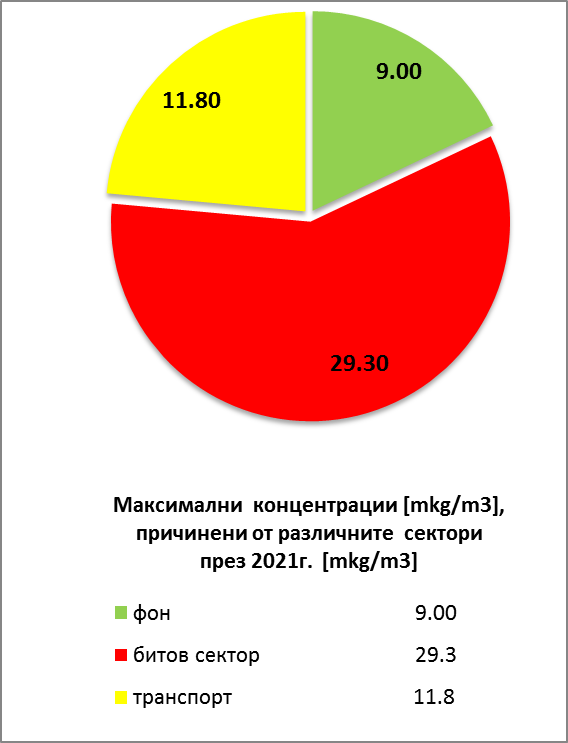 9.00
11.80
29.30
Максимални концентрации [mkg/m3],
причинени от различните сектори
през 2021г. [mkg/m3]
фон 9.00
битов сектор 29.3
транспорт 11.8